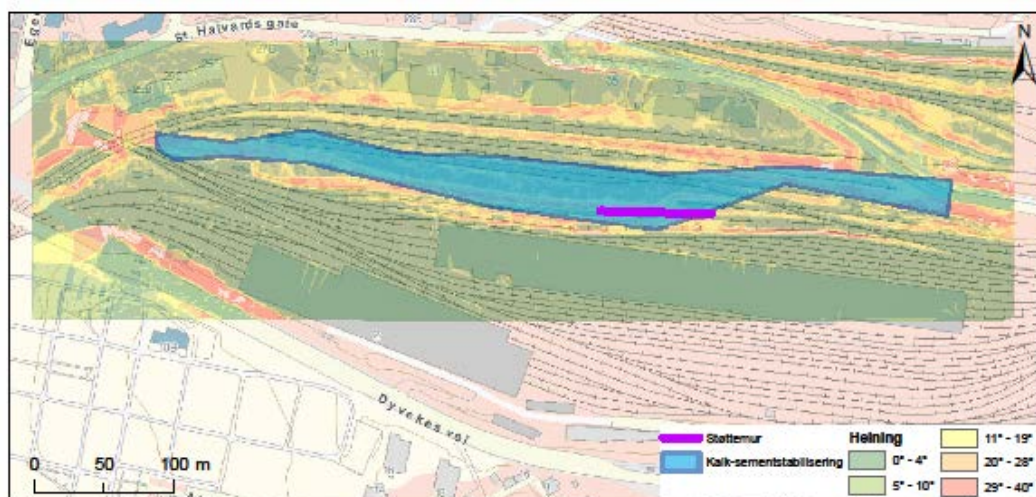 St. Halvards gate
N
Dyvekes vei
0 50 100 m
Støttemur
Kalk-sementstabilisering
Helning
0° - 4°
5° - 10°
11° - 19°
20° - 28°
29° - 40°